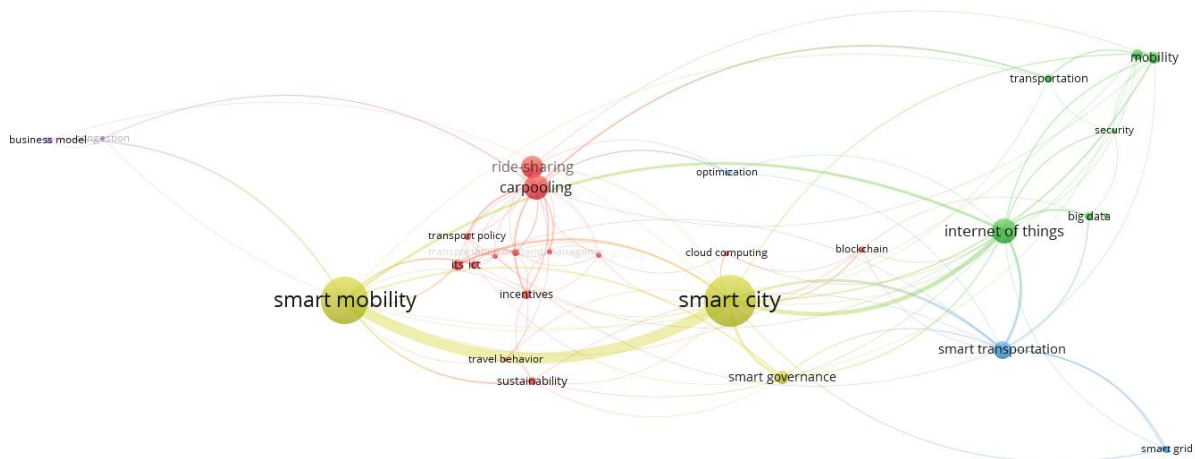 mobility
transportation
security
business model
congestion
ride-sharing
optimization
carpooling
big data
transport policy
internet of things
cloud computing
blockchain
its
ict
incentives
smart mobility
smart city
smart transportation
travel behavior
sustainability
smart governance
smart grid